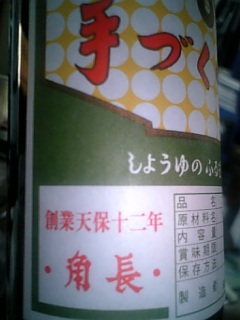 手づく
しょうゆのふる
創業天保十二年
・角長・
品名
原材料名
内容量
賞味期限
保存方法
製造者